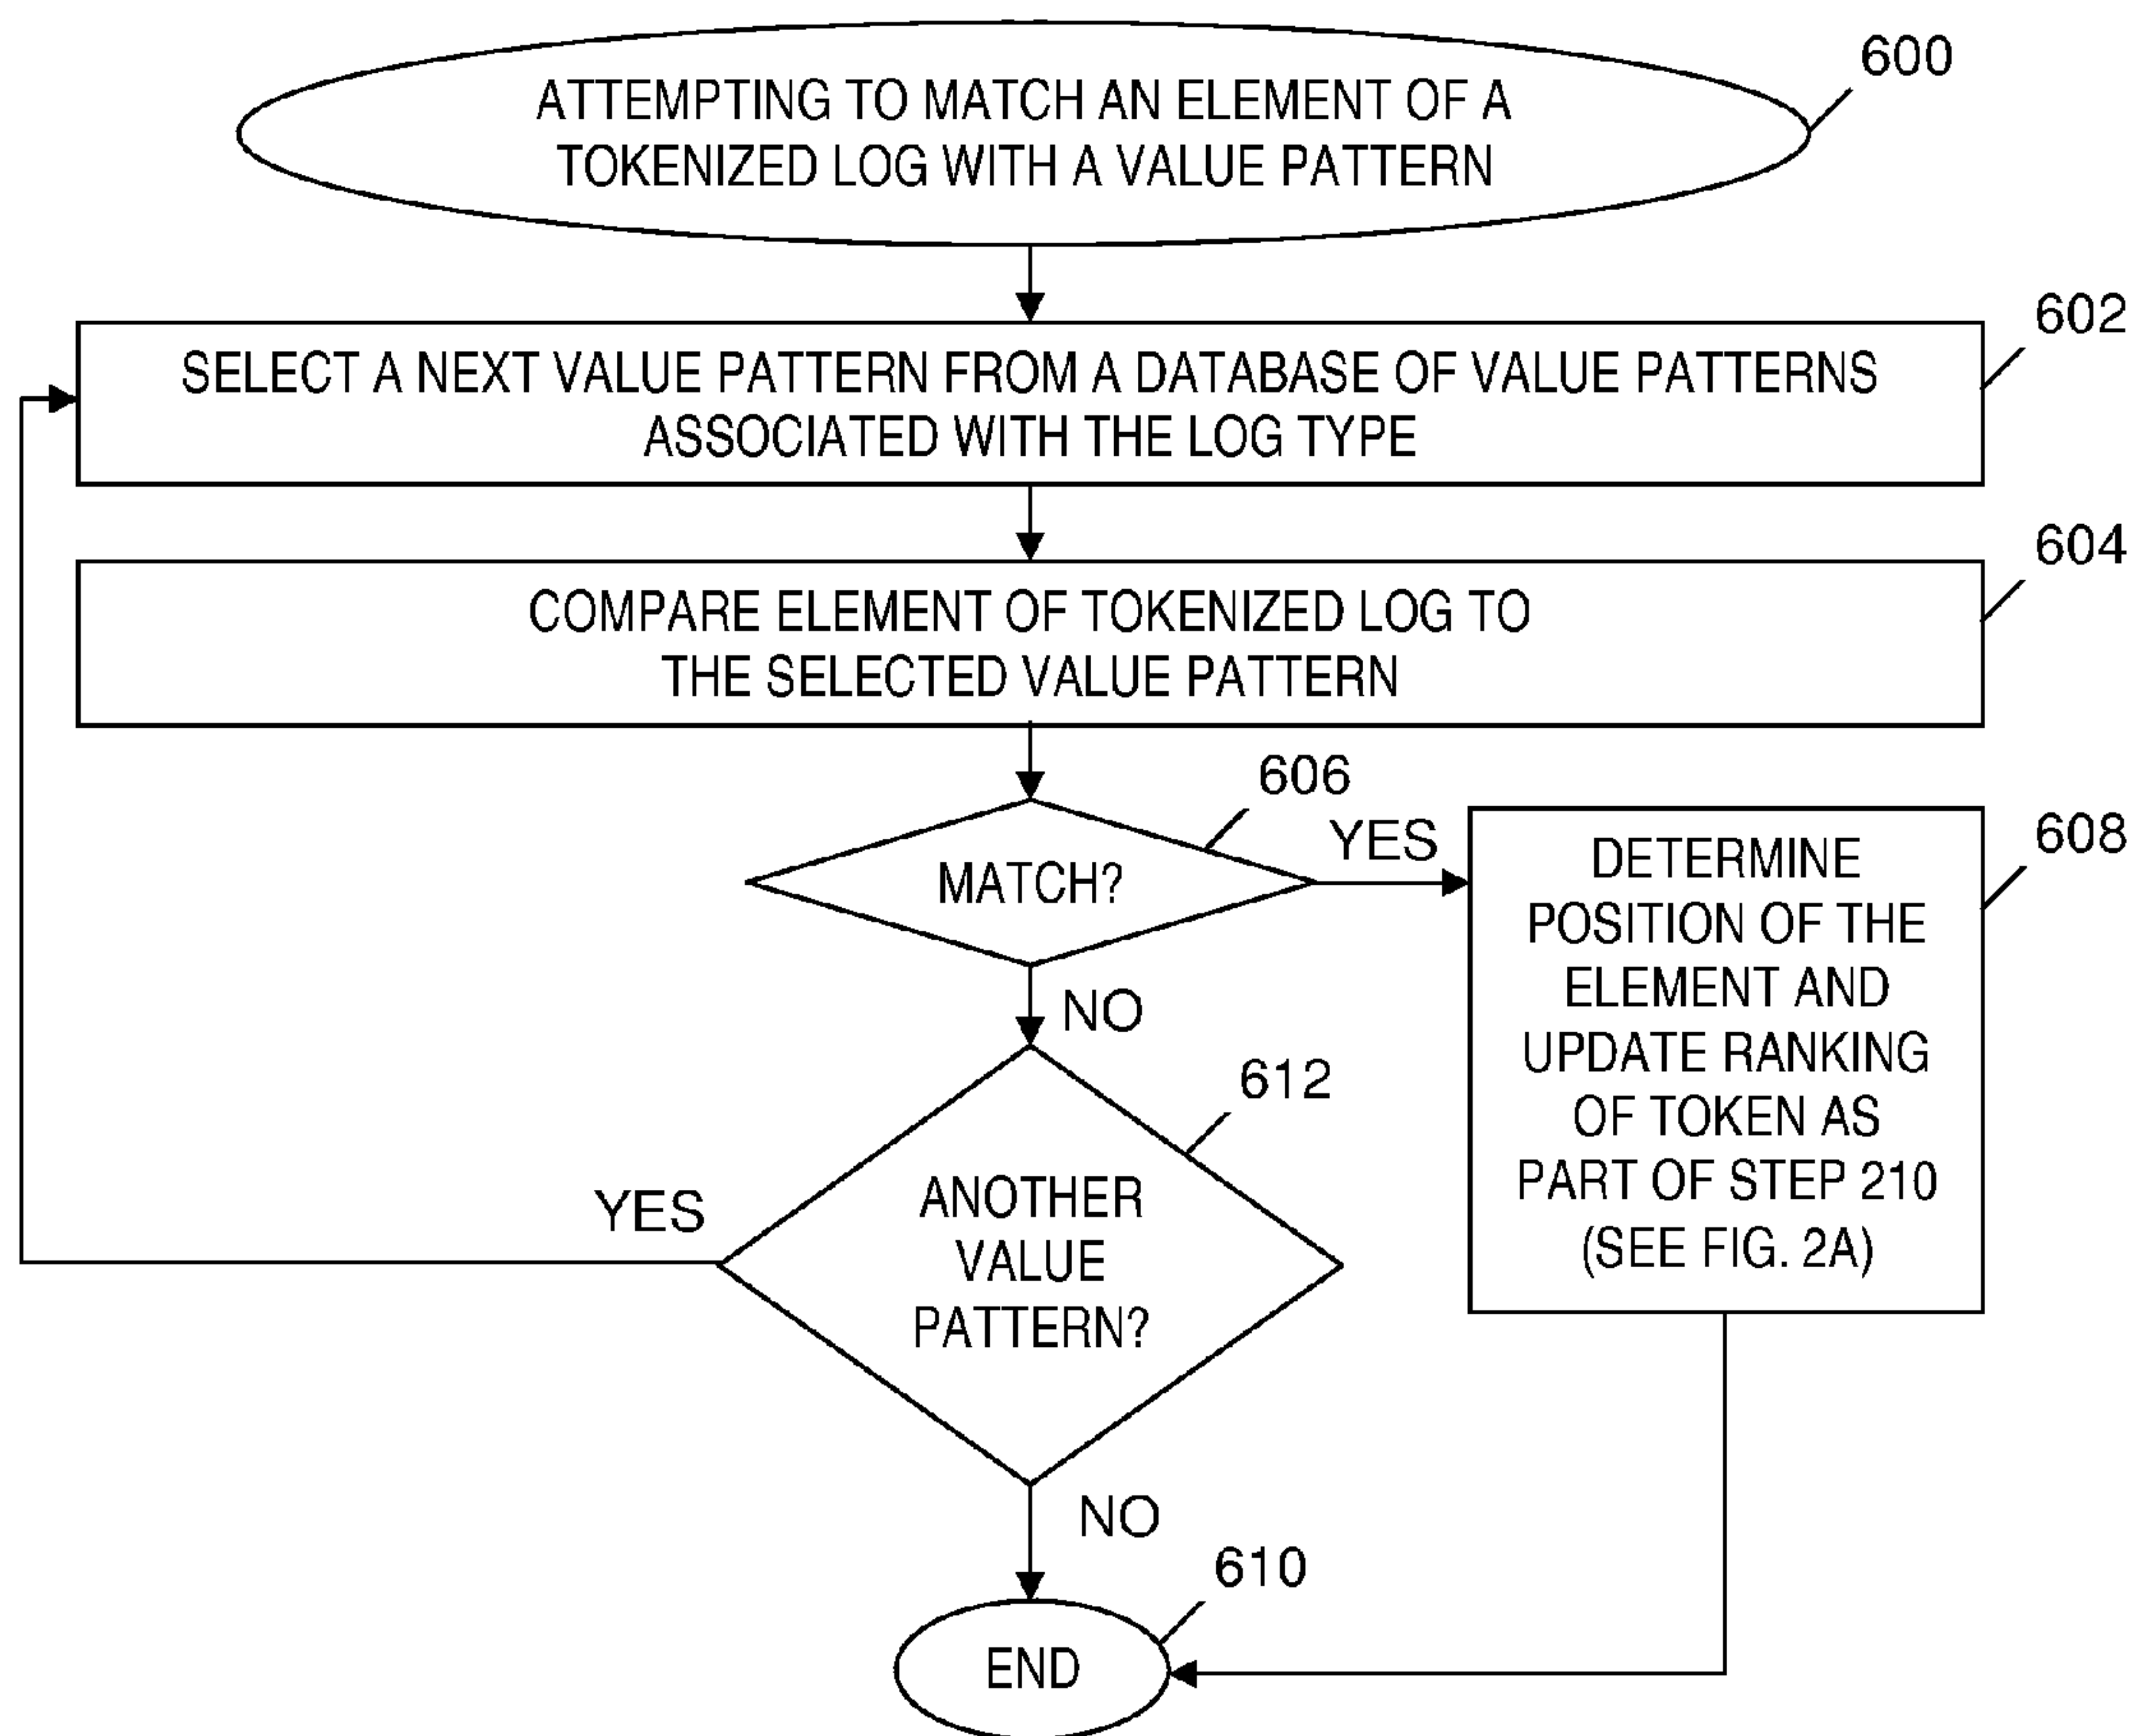 600
ATTEMPTING TO MATCH AN ELEMENT OF A
TOKENIZED LOG WITH A VALUE PATTERN
602
SELECT A NEXT VALUE PATTERN FROM A DATABASE OF VALUE PATTERNS
ASSOCIATED WITH THE LOG TYPE
604
COMPARE ELEMENT OF TOKENIZED LOG TO
THE SELECTED VALUE PATTERN
606
MATCH?
YES
608
DETERMINE
POSITION OF THE
ELEMENT AND
UPDATE RANKING
OF TOKEN AS
PART OF STEP 210
(SEE FIG. 2A)
NO
612
ANOTHER
VALUE
PATTERN?
YES
NO
610
END